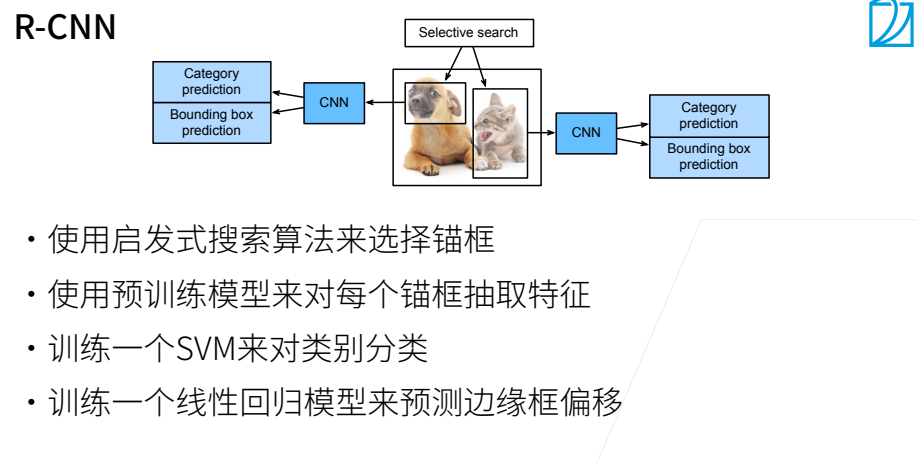 R-CNN
Selective search
Category
prediction
Bounding box
prediction
CNN
CNN
Category
prediction
Bounding box
prediction
・使用启发式搜索算法来选择锚框
・使用预训练模型来对每个锚框抽取特征
・训练一个SVM来对类别分类
・训练一个线性回归模型来预测边缘框偏移